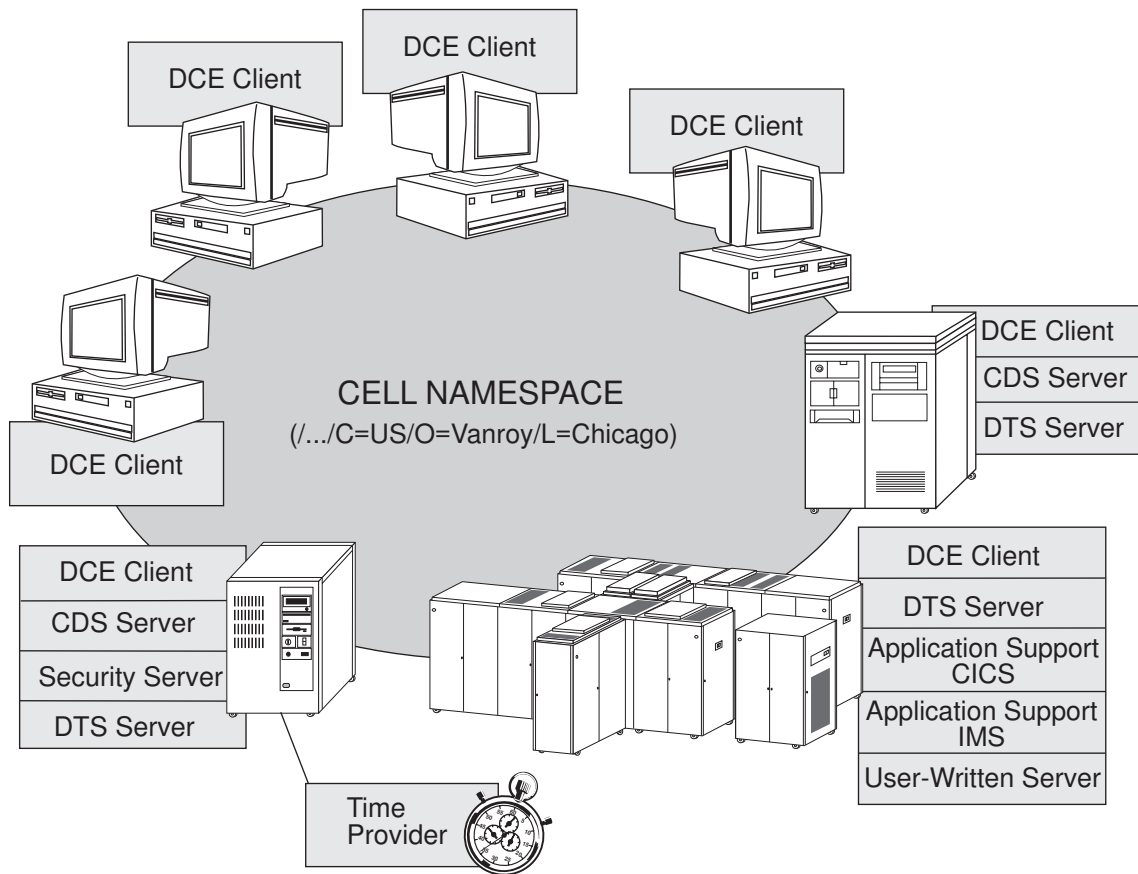 DCE Client
DCE Client
DCE Client
DCE Client
CELL NAMESPACE
(/.../C=US/O=Vanroy/L=Chicago)
DCE Client
CDS Server
DTS Server
DCE Client
CDS Server
Security Server
DTS Server
DCE Client
DTS Server
Application Support
CICS
Application Support
IMS
User-Written Server
Time
Provider